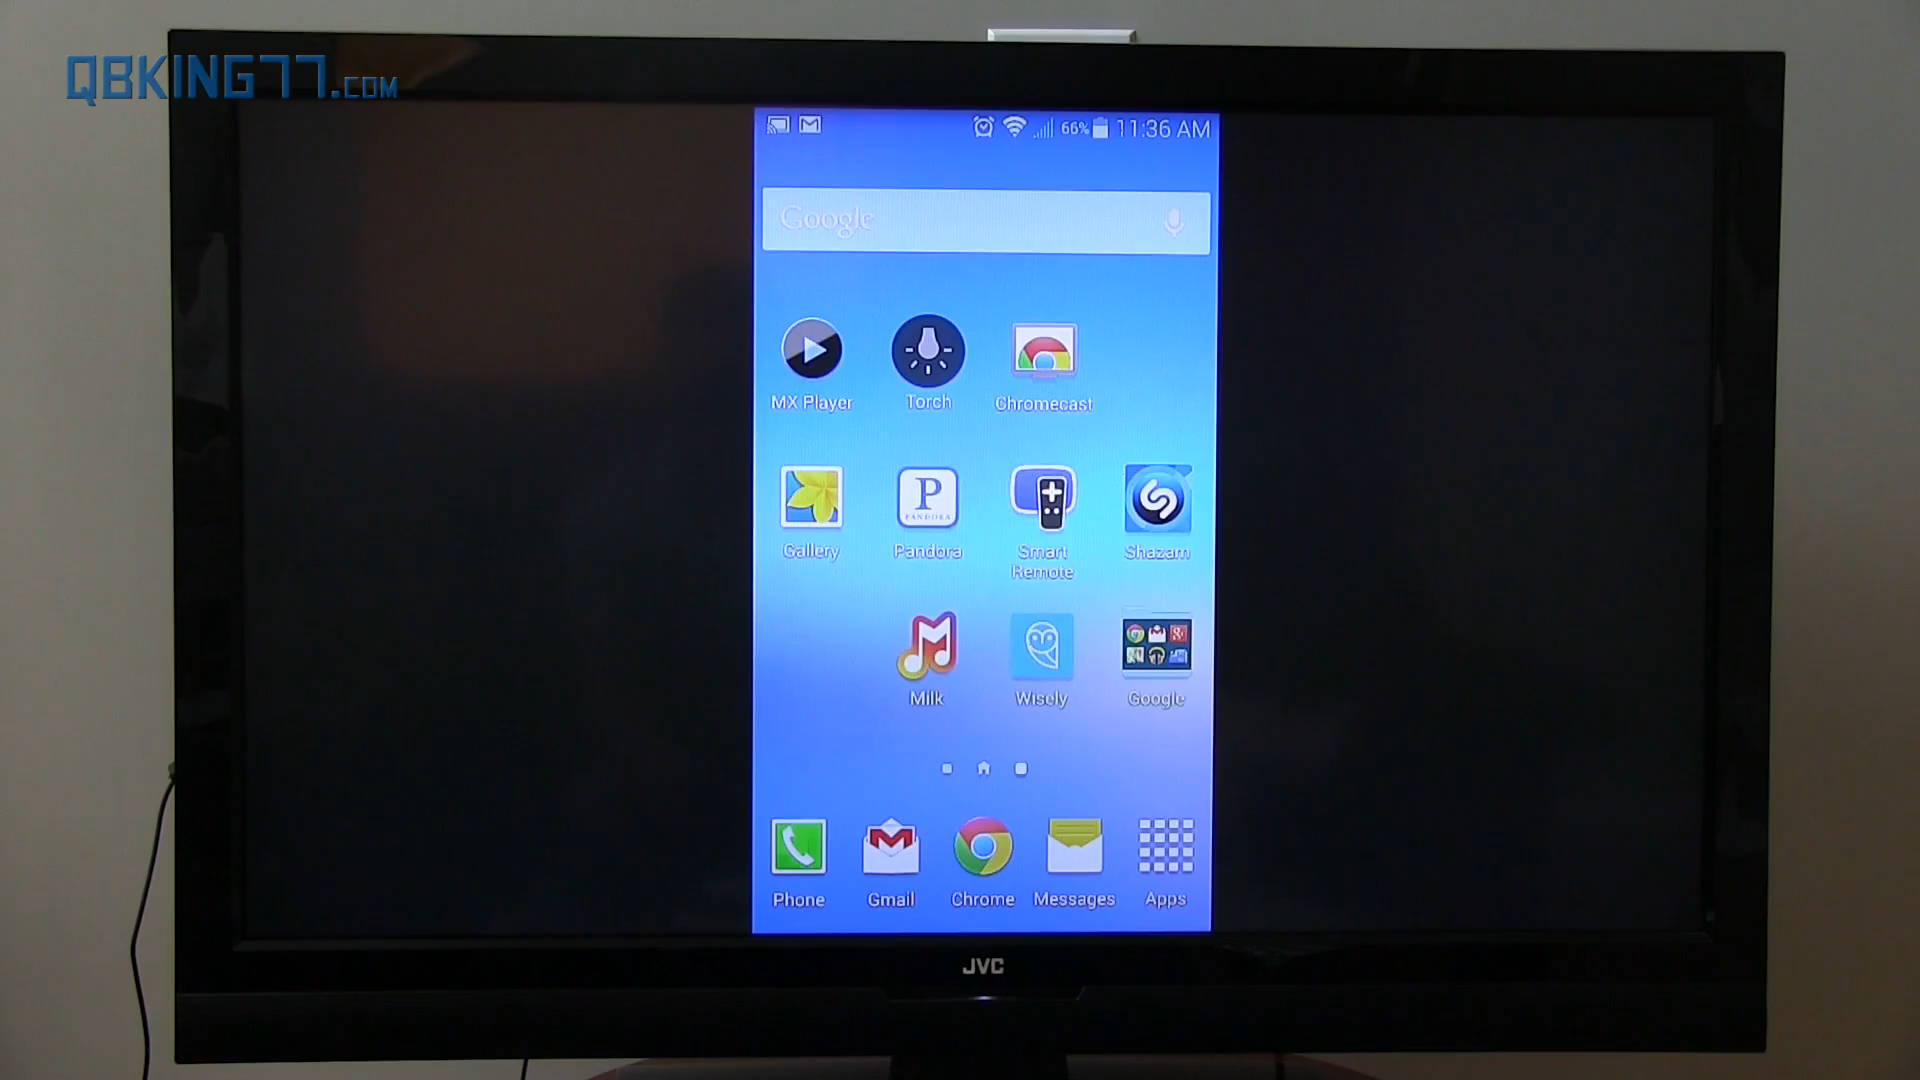 QBKING77.COM
66% 11:36 AM
Google
MX Player Torch Chromecast
P
PANDORA
Gallery Pandora Smart Remote Shazam
Milk Wisely Google
Phone Gmail Chrome Messages Apps
JVC